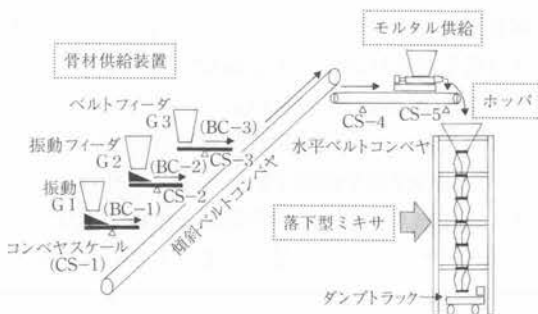 モルタル供給
骨材供給装置
ベルトフィーダ
G3
(BC-3)
CS-3
振動フィーダ
G2
(BC-2)
CS-2
振動
G1
(BC-1)
コンベヤスケール
(CS-1)
傾斜ベルトコンベヤ
CS-4
CS-5
ホッパ
水平ベルトコンベヤ
落下型ミキサ
ダンプトラック